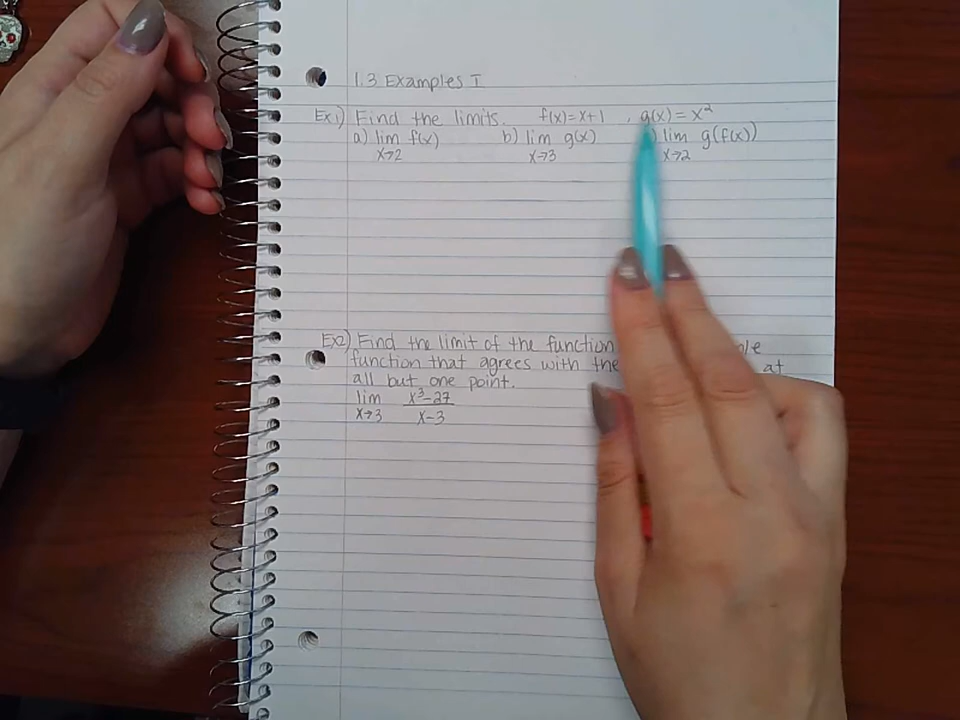 1.3 Examples I
Ex1) Find the limits. f(x)=x+1 , g(x)=x²
a) lim f(x) b) lim g(x) ) lim g(f(x))
x→2 x→3 x→2
Ex2) Find the limit of the function
function that agrees with the at
all but one point.
lim x³-27
x→3 x-3